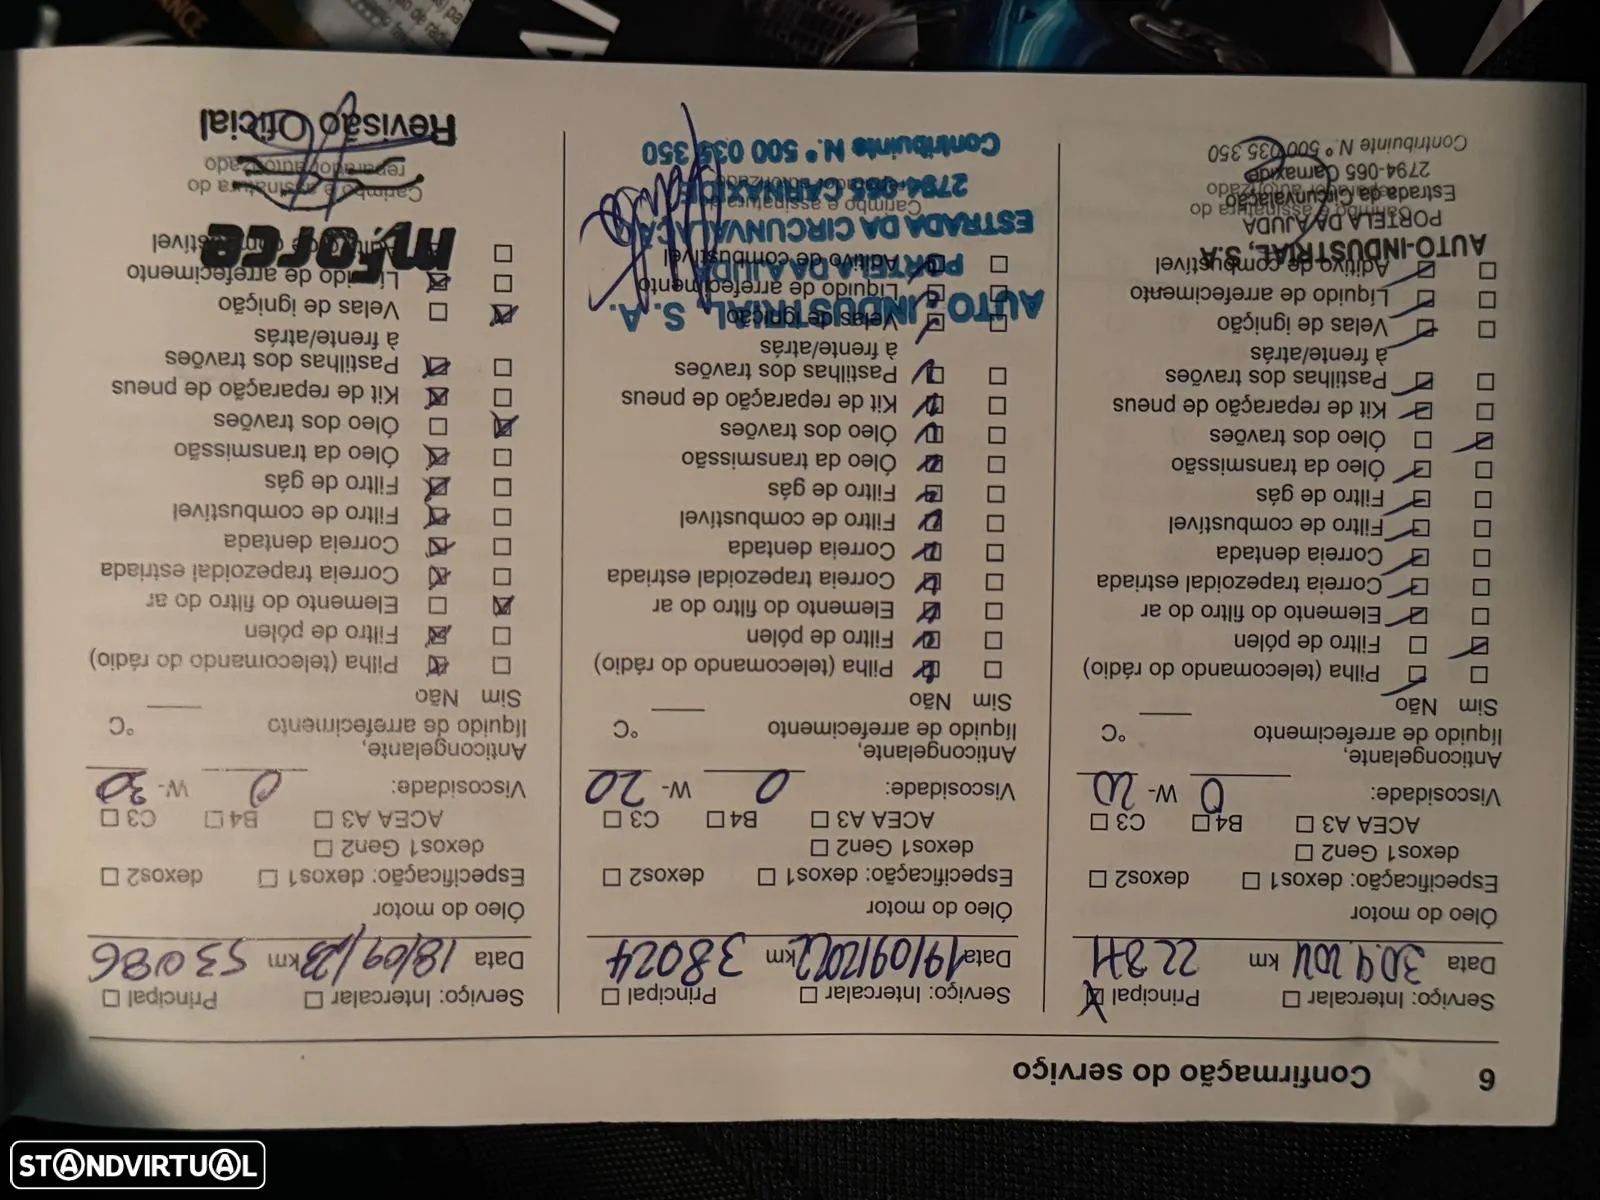 6 Confirmação do serviço
Serviço: Intercalar Principal
Data km
Óleo do motor
Especificação: dexos1 dexos2
dexos1 Gen2
ACEA A3 B4 C3
Viscosidade: 0 W- 20
Anticongelante,
líquido de arrefecimento ___ °C
Sim Não
Pilha (telecomando do rádio)
Filtro de pólen
Elemento do filtro do ar
Correia trapezoidal estriada
Correia dentada
Filtro de combustível
Filtro de gás
Óleo da transmissão
Óleo dos travões
Kit de reparação de pneus
Pastilhas dos travões
à frente/atrás
Velas de ignição
Líquido de arrefecimento
Aditivo de combustível
AUTO-INDUSTRIAL, S.A
PORTELA DA AJUDA
Carimbo e assinatura do
Estrada da Circunvalação
reparador autorizado
2794-065 Carnaxide
Contribuinte N.º 500 035 350
Serviço: Intercalar Principal
Data 19/09/2022 km 38024
Óleo do motor
Especificação: dexos1 dexos2
dexos1 Gen2
ACEA A3 B4 C3
Viscosidade: 0 W- 20
Anticongelante,
líquido de arrefecimento ___ °C
Sim Não
Pilha (telecomando do rádio)
Filtro de pólen
Elemento do filtro do ar
Correia trapezoidal estriada
Correia dentada
Filtro de combustível
Filtro de gás
Óleo da transmissão
Óleo dos travões
Kit de reparação de pneus
Pastilhas dos travões
à frente/atrás
Velas de ignição
AUTO-INDUSTRIAL, S. A.
Líquido de arrefecimento
PORTELA DA AJUDA
Aditivo de combustível
ESTRADA DA CIRCUNVALAÇÃ
Carimbo e assinatura do
2794-065 CARNAXIDE
reparador autorizado
Contribuinte N.º 500 035 350
Serviço: Intercalar Principal
Data 18/09/23 km 53086
Óleo do motor
Especificação: dexos1 dexos2
dexos1 Gen2
ACEA A3 B4 C3
Viscosidade: 0 W- 30
Anticongelante,
líquido de arrefecimento ___ °C
Sim Não
Pilha (telecomando do rádio)
Filtro de pólen
Elemento do filtro do ar
Correia trapezoidal estriada
Correia dentada
Filtro de combustível
Filtro de gás
Óleo da transmissão
Óleo dos travões
Kit de reparação de pneus
Pastilhas dos travões
à frente/atrás
Velas de ignição
Líquido de arrefecimento
Aditivo de combustível
mforce
Carimbo e assinatura do
reparador autorizado
Revisão Oficial
STANDVIRTUAL